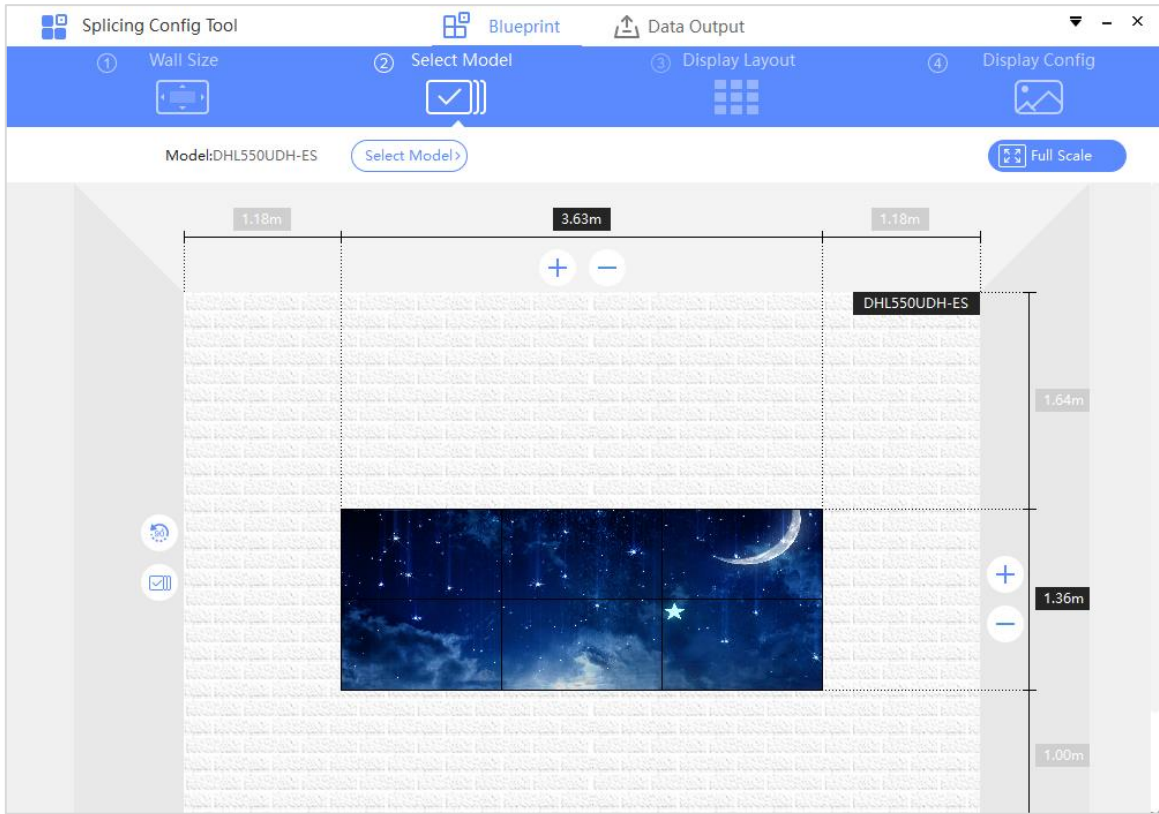 Splicing Config Tool
Blueprint
Data Output
1 Wall Size
2 Select Model
3 Display Layout
4 Display Config
Model:DHL550UDH-ES
Select Model>
Full Scale
1.18m
3.63m
1.18m
DHL550UDH-ES
1.64m
90
1.36m
1.00m